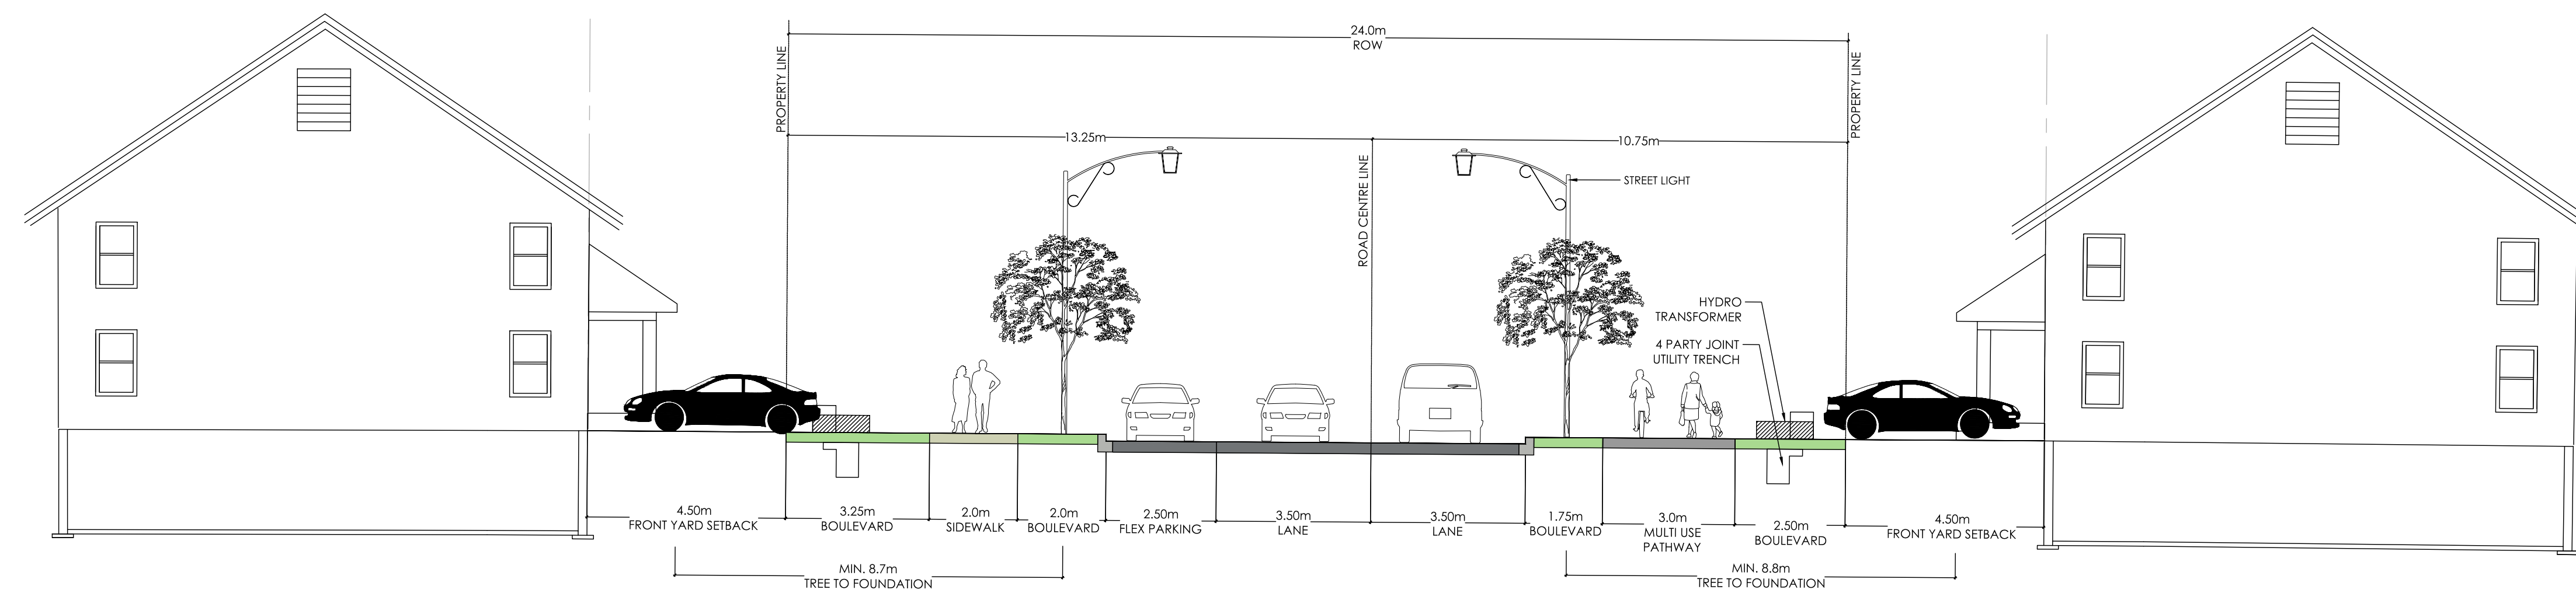 24.0m
ROW
PROPERTY LINE
PROPERTY LINE
13.25m
10.75m
ROAD CENTRE LINE
STREET LIGHT
HYDRO
TRANSFORMER
4 PARTY JOINT
UTILITY TRENCH
4.50m
FRONT YARD SETBACK
3.25m
BOULEVARD
2.0m
SIDEWALK
2.0m
BOULEVARD
2.50m
FLEX PARKING
3.50m
LANE
3.50m
LANE
1.75m
BOULEVARD
3.0m
MULTI USE
PATHWAY
2.50m
BOULEVARD
4.50m
FRONT YARD SETBACK
MIN. 8.7m
TREE TO FOUNDATION
MIN. 8.8m
TREE TO FOUNDATION